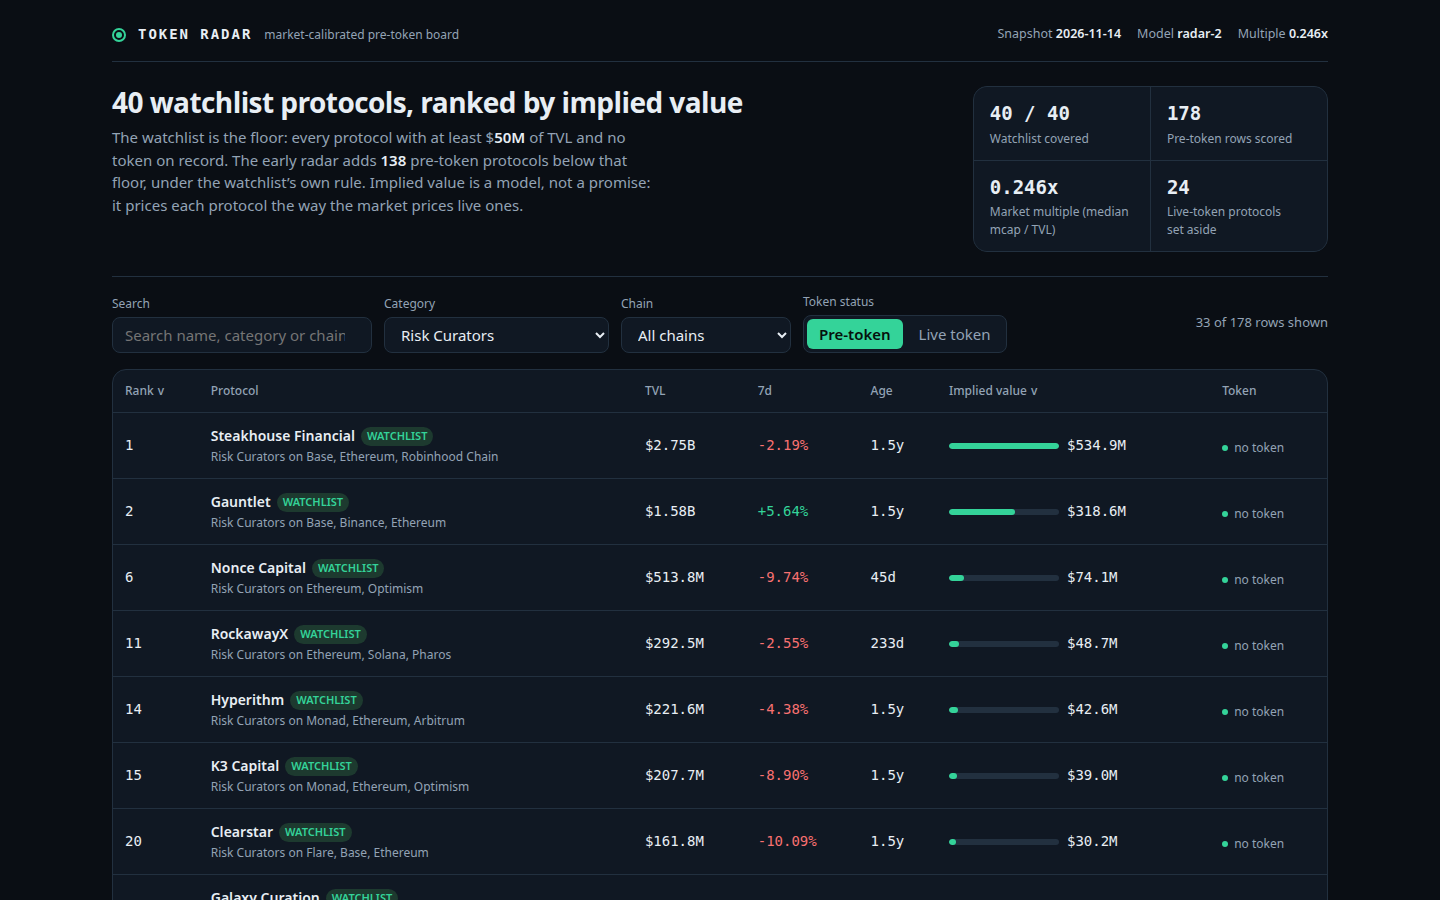 TOKEN RADAR market-calibrated pre-token board
Snapshot 2026-11-14 Model radar-2 Multiple 0.246x
40 watchlist protocols, ranked by implied value
The watchlist is the floor: every protocol with at least $50M of TVL and no
token on record. The early radar adds 138 pre-token protocols below that
floor, under the watchlist's own rule. Implied value is a model, not a promise:
it prices each protocol the way the market prices live ones.
40 / 40
Watchlist covered
178
Pre-token rows scored
0.246x
Market multiple (median
mcap / TVL)
24
Live-token protocols
set aside
Search
Search name, category or chain
Category
Risk Curators
Chain
All chains
Token status
Pre-token Live token
33 of 178 rows shown
Rank v Protocol TVL 7d Age Implied value v Token
1 Steakhouse Financial WATCHLIST $2.75B -2.19% 1.5y $534.9M no token
Risk Curators on Base, Ethereum, Robinhood Chain
2 Gauntlet WATCHLIST $1.58B +5.64% 1.5y $318.6M no token
Risk Curators on Base, Binance, Ethereum
6 Nonce Capital WATCHLIST $513.8M -9.74% 45d $74.1M no token
Risk Curators on Ethereum, Optimism
11 RockawayX WATCHLIST $292.5M -2.55% 233d $48.7M no token
Risk Curators on Ethereum, Solana, Pharos
14 Hyperithm WATCHLIST $221.6M -4.38% 1.5y $42.6M no token
Risk Curators on Monad, Ethereum, Arbitrum
15 K3 Capital WATCHLIST $207.7M -8.90% 1.5y $39.0M no token
Risk Curators on Monad, Ethereum, Optimism
20 Clearstar WATCHLIST $161.8M -10.09% 1.5y $30.2M no token
Risk Curators on Flare, Base, Ethereum
Galaxy Curation WATCHLIST